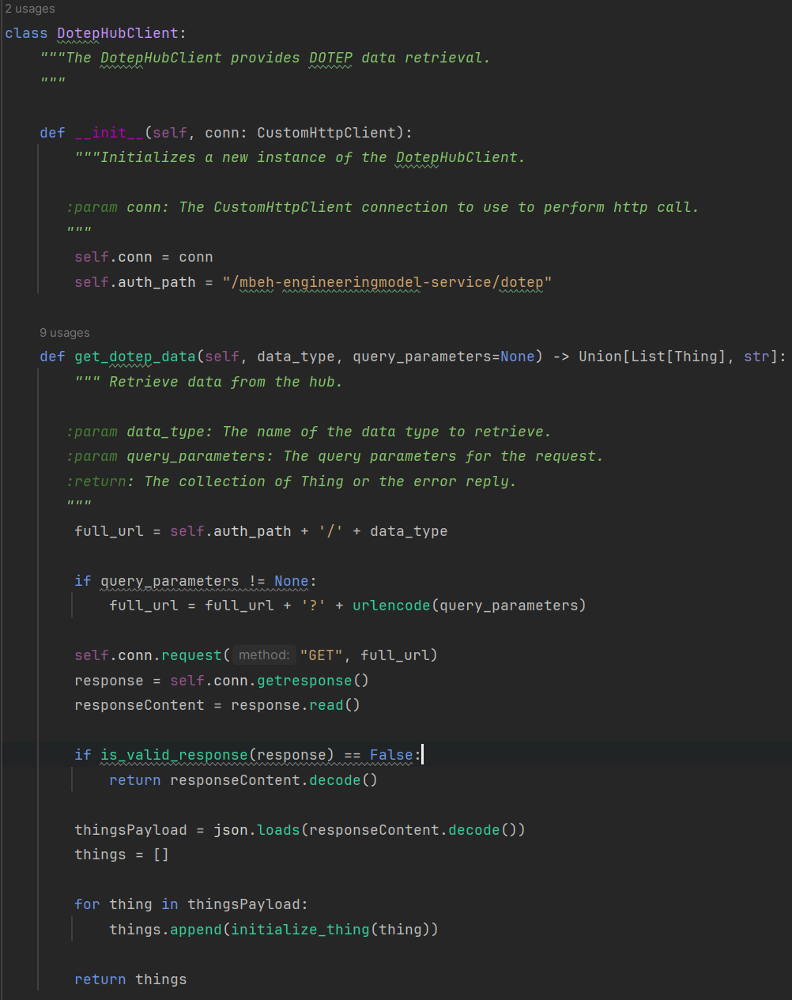 2 usages
class DotepHubClient:
    """The DotepHubClient provides DOTEP data retrieval.
    """
    def __init__(self, conn: CustomHttpClient):
        """Initializes a new instance of the DotepHubClient.
       :param conn: The CustomHttpClient connection to use to perform http call.
       """
        self.conn = conn
        self.auth_path = "/mbeh-engineeringmodel-service/dotep"
    9 usages
    def get_dotep_data(self, data_type, query_parameters=None) -> Union[List[Thing], str]:
        """ Retrieve data from the hub.
       :param data_type: The name of the data type to retrieve.
       :param query_parameters: The query parameters for the request.
       :return: The collection of Thing or the error reply.
       """
        full_url = self.auth_path + '/' + data_type
        if query_parameters != None:
            full_url = full_url + '?' + urlencode(query_parameters)
        self.conn.request( method: "GET", full_url)
        response = self.conn.getresponse()
        responseContent = response.read()
        if is_valid_response(response) == False:
            return responseContent.decode()
        thingsPayload = json.loads(responseContent.decode())
        things = []
        for thing in thingsPayload:
            things.append(initialize_thing(thing))
        return things